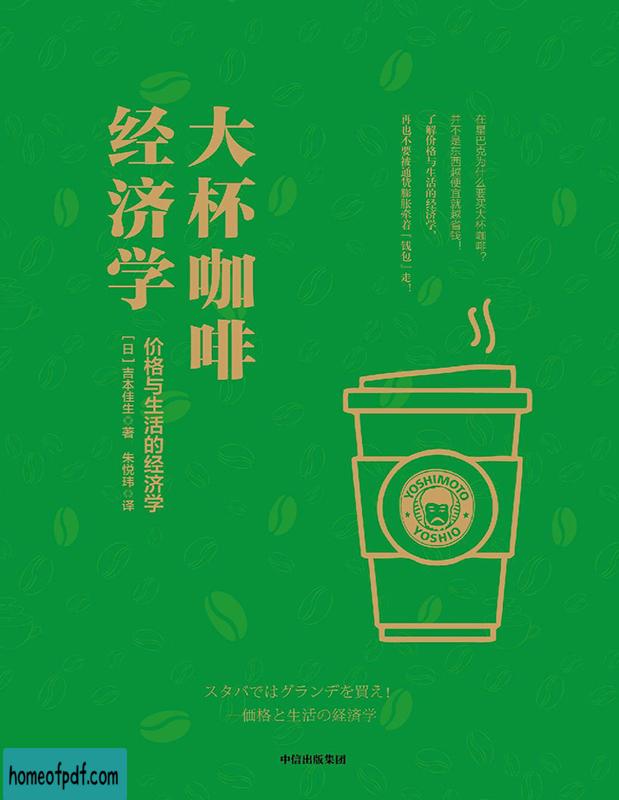 在星巴克为什么要买大杯咖啡？
并不是东西越便宜就越省钱！
了解价格与生活的经济学，
再也不要被通货膨胀牵着「钱包」走！
大杯咖啡
经济学
价格与生活的经济学
［日］吉本佳生◎著 朱悦玮◎译
YOSHIMOTO
YOSHIO
スタバではグランデを買え！
—価格と生活の経済学
中信出版集团
homeofpdf.com